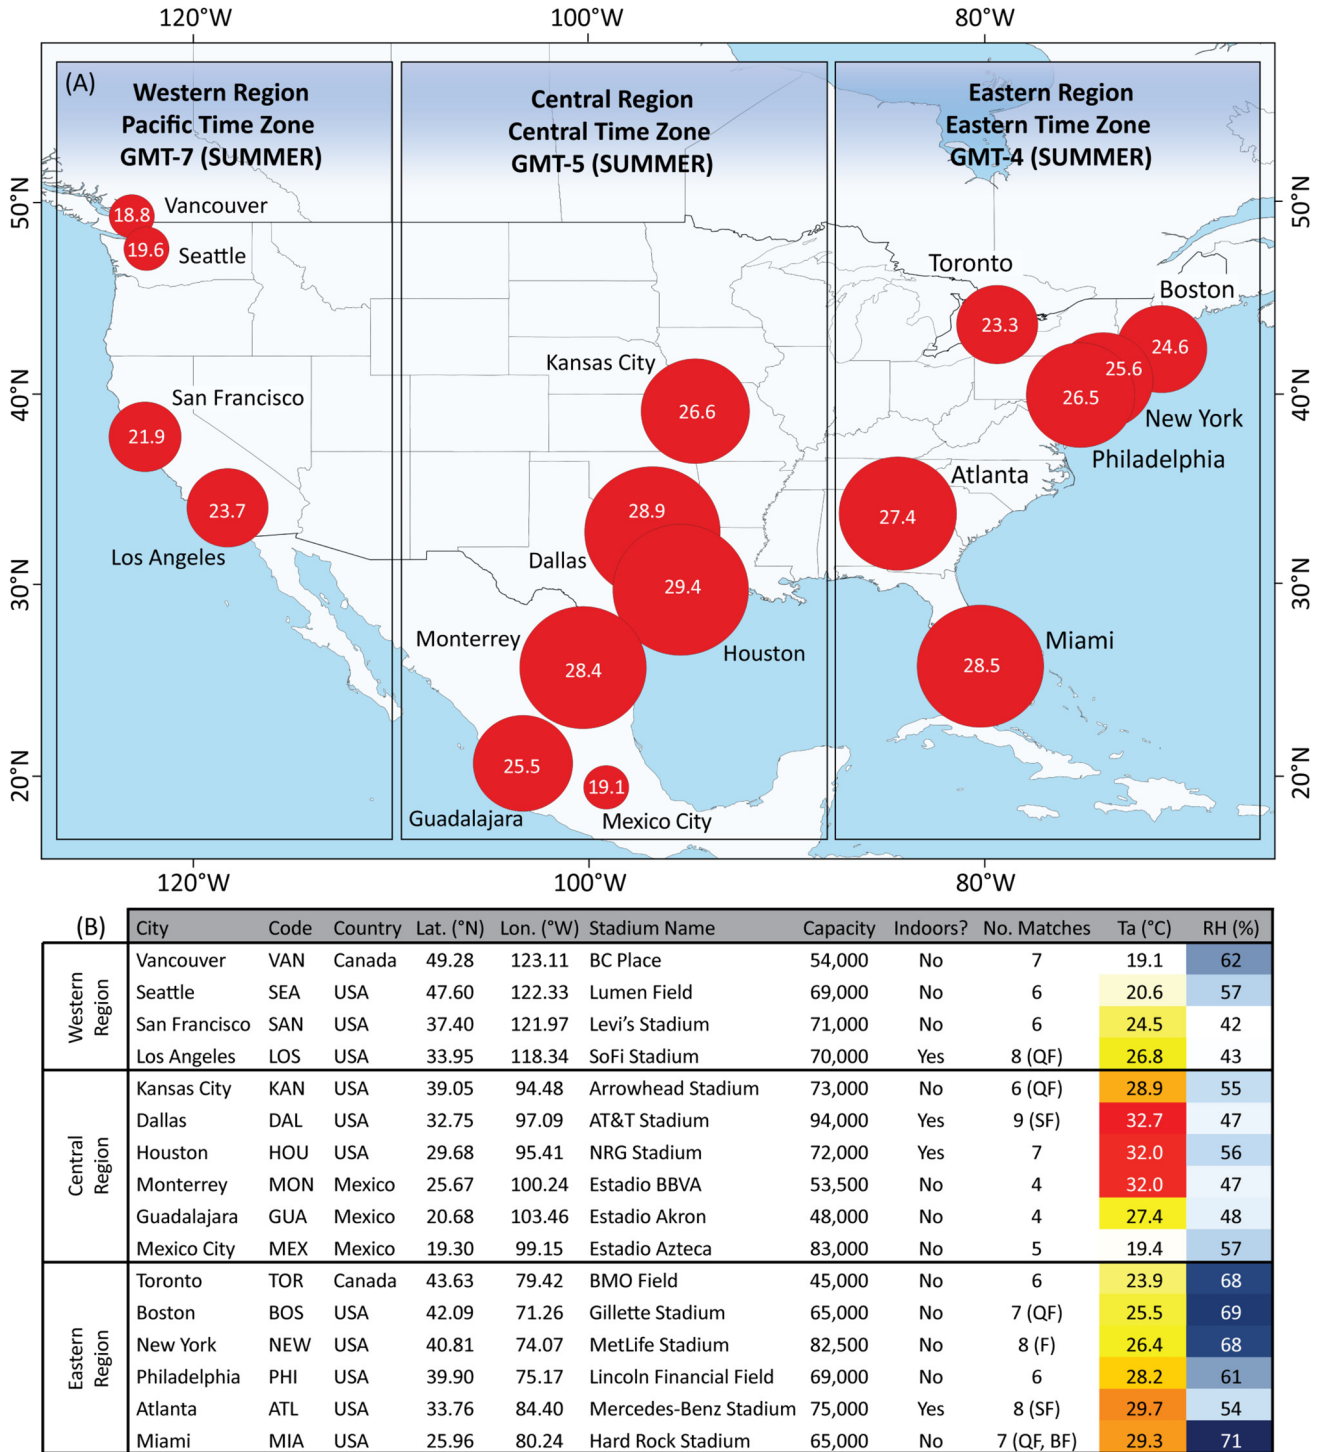 120°W 100°W 80°W
(A)
Western Region
Pacific Time Zone
GMT-7 (SUMMER)
Central Region
Central Time Zone
GMT-5 (SUMMER)
Eastern Region
Eastern Time Zone
GMT-4 (SUMMER)
50°N
40°N
30°N
20°N
50°N
40°N
30°N
20°N
18.8 Vancouver
19.6 Seattle
San Francisco
21.9
23.7
Los Angeles
Kansas City
26.6
28.9
Dallas
29.4
Houston
Monterrey
28.4
25.5
Guadalajara
19.1
Mexico City
Toronto
23.3
Boston
24.6
25.6
New York
26.5
Philadelphia
Atlanta
27.4
Miami
28.5
120°W 100°W 80°W
(B) City Code Country Lat. (°N) Lon. (°W) Stadium Name Capacity Indoors? No. Matches Ta (°C) RH (%)
Western
Region
Vancouver VAN Canada 49.28 123.11 BC Place 54,000 No 7 19.1 62
Seattle SEA USA 47.60 122.33 Lumen Field 69,000 No 6 20.6 57
San Francisco SAN USA 37.40 121.97 Levi’s Stadium 71,000 No 6 24.5 42
Los Angeles LOS USA 33.95 118.34 SoFi Stadium 70,000 Yes 8 (QF) 26.8 43
Central
Region
Kansas City KAN USA 39.05 94.48 Arrowhead Stadium 73,000 No 6 (QF) 28.9 55
Dallas DAL USA 32.75 97.09 AT&T Stadium 94,000 Yes 9 (SF) 32.7 47
Houston HOU USA 29.68 95.41 NRG Stadium 72,000 Yes 7 32.0 56
Monterrey MON Mexico 25.67 100.24 Estadio BBVA 53,500 No 4 32.0 47
Guadalajara GUA Mexico 20.68 103.46 Estadio Akron 48,000 No 4 27.4 48
Mexico City MEX Mexico 19.30 99.15 Estadio Azteca 83,000 No 5 19.4 57
Eastern
Region
Toronto TOR Canada 43.63 79.42 BMO Field 45,000 No 6 23.9 68
Boston BOS USA 42.09 71.26 Gillette Stadium 65,000 No 7 (QF) 25.5 69
New York NEW USA 40.81 74.07 MetLife Stadium 82,500 No 8 (F) 26.4 68
Philadelphia PHI USA 39.90 75.17 Lincoln Financial Field 69,000 No 6 28.2 61
Atlanta ATL USA 33.76 84.40 Mercedes-Benz Stadium 75,000 Yes 8 (SF) 29.7 54
Miami MIA USA 25.96 80.24 Hard Rock Stadium 65,000 No 7 (QF, BF) 29.3 71